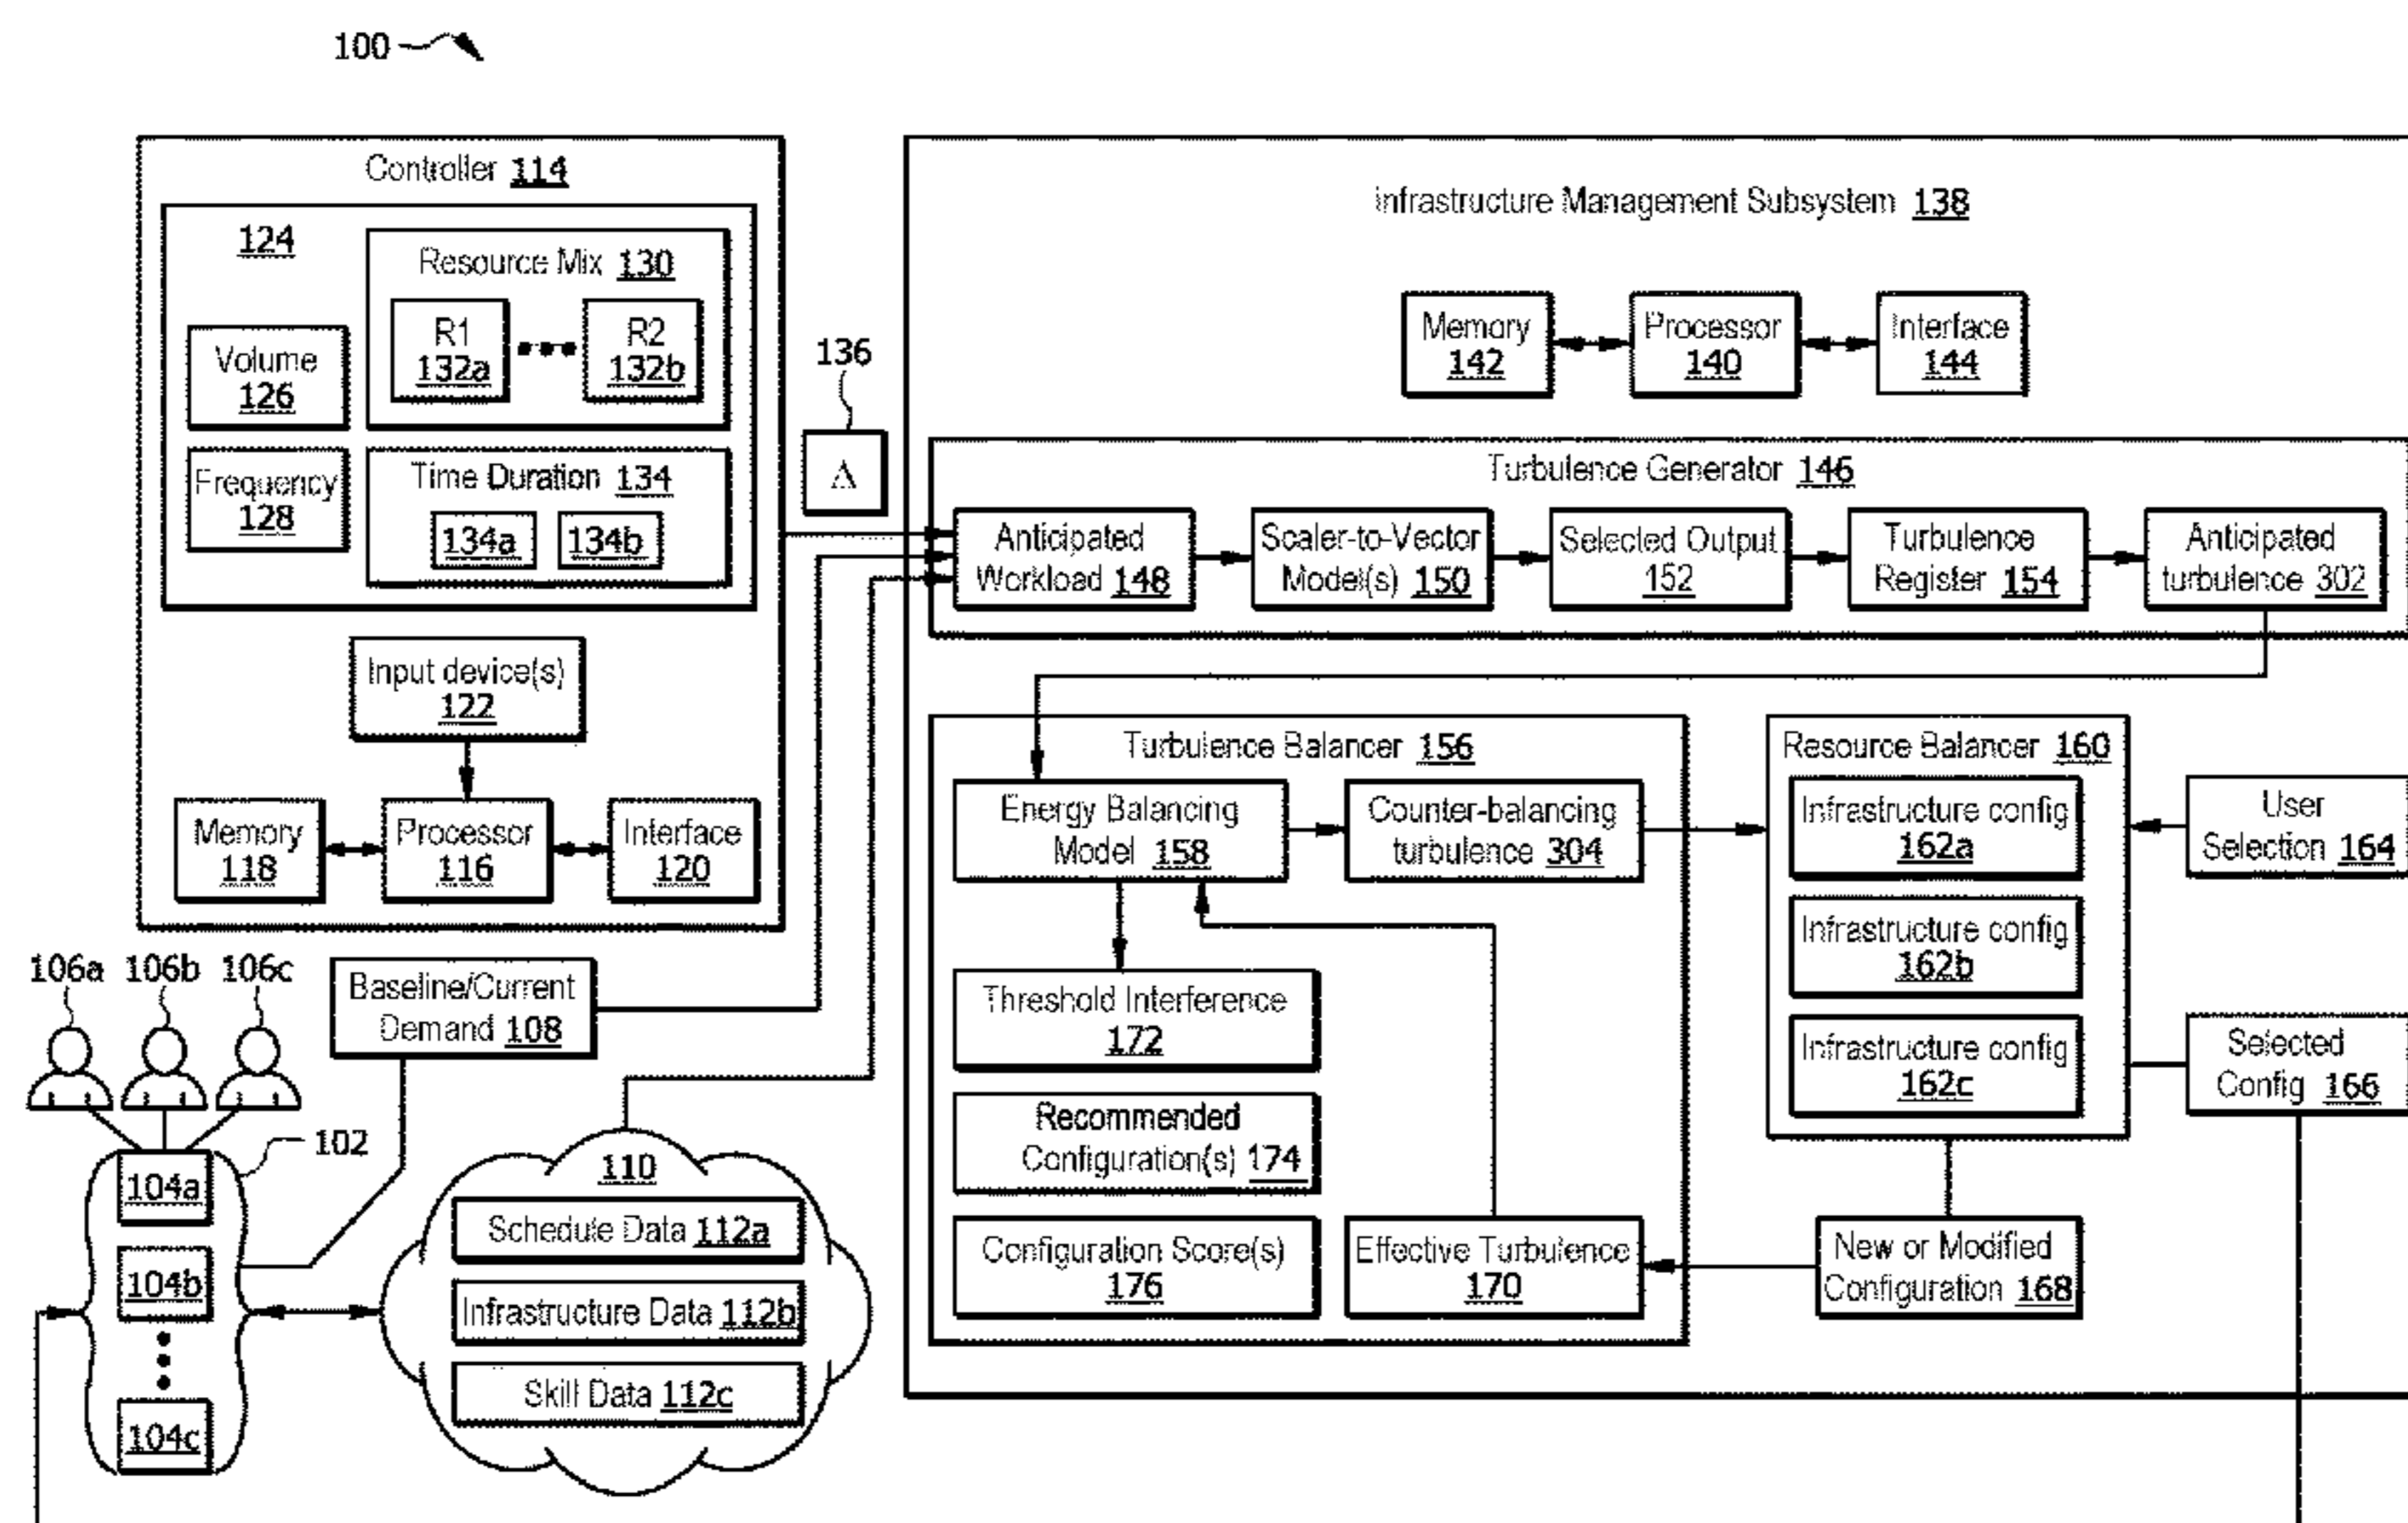 100
Controller 114
124
Resource Mix 130
R1
132a
R2
132b
Volume
126
Frequency
128
Time Duration 134
134a
134b
Input device(s)
122
Memory
118
Processor
116
Interface
120
136
Δ
Infrastructure Management Subsystem 138
Memory
142
Processor
140
Interface
144
Turbulence Generator 146
Anticipated
Workload 148
Scaler-to-Vector
Model(s) 150
Selected Output
152
Turbulence
Register 154
Anticipated
turbulence 302
Turbulence Balancer 156
Energy Balancing
Model 158
Counter-balancing
turbulence 304
Threshold Interference
172
Recommended
Configuration(s) 174
Configuration Score(s)
176
Effective Turbulence
170
Resource Balancer 160
Infrastructure config
162a
Infrastructure config
162b
Infrastructure config
162c
User
Selection 164
Selected
Config 166
New or Modified
Configuration 168
106a
106b
106c
Baseline/Current
Demand 108
102
104a
104b
104c
110
Schedule Data 112a
Infrastructure Data 112b
Skill Data 112c